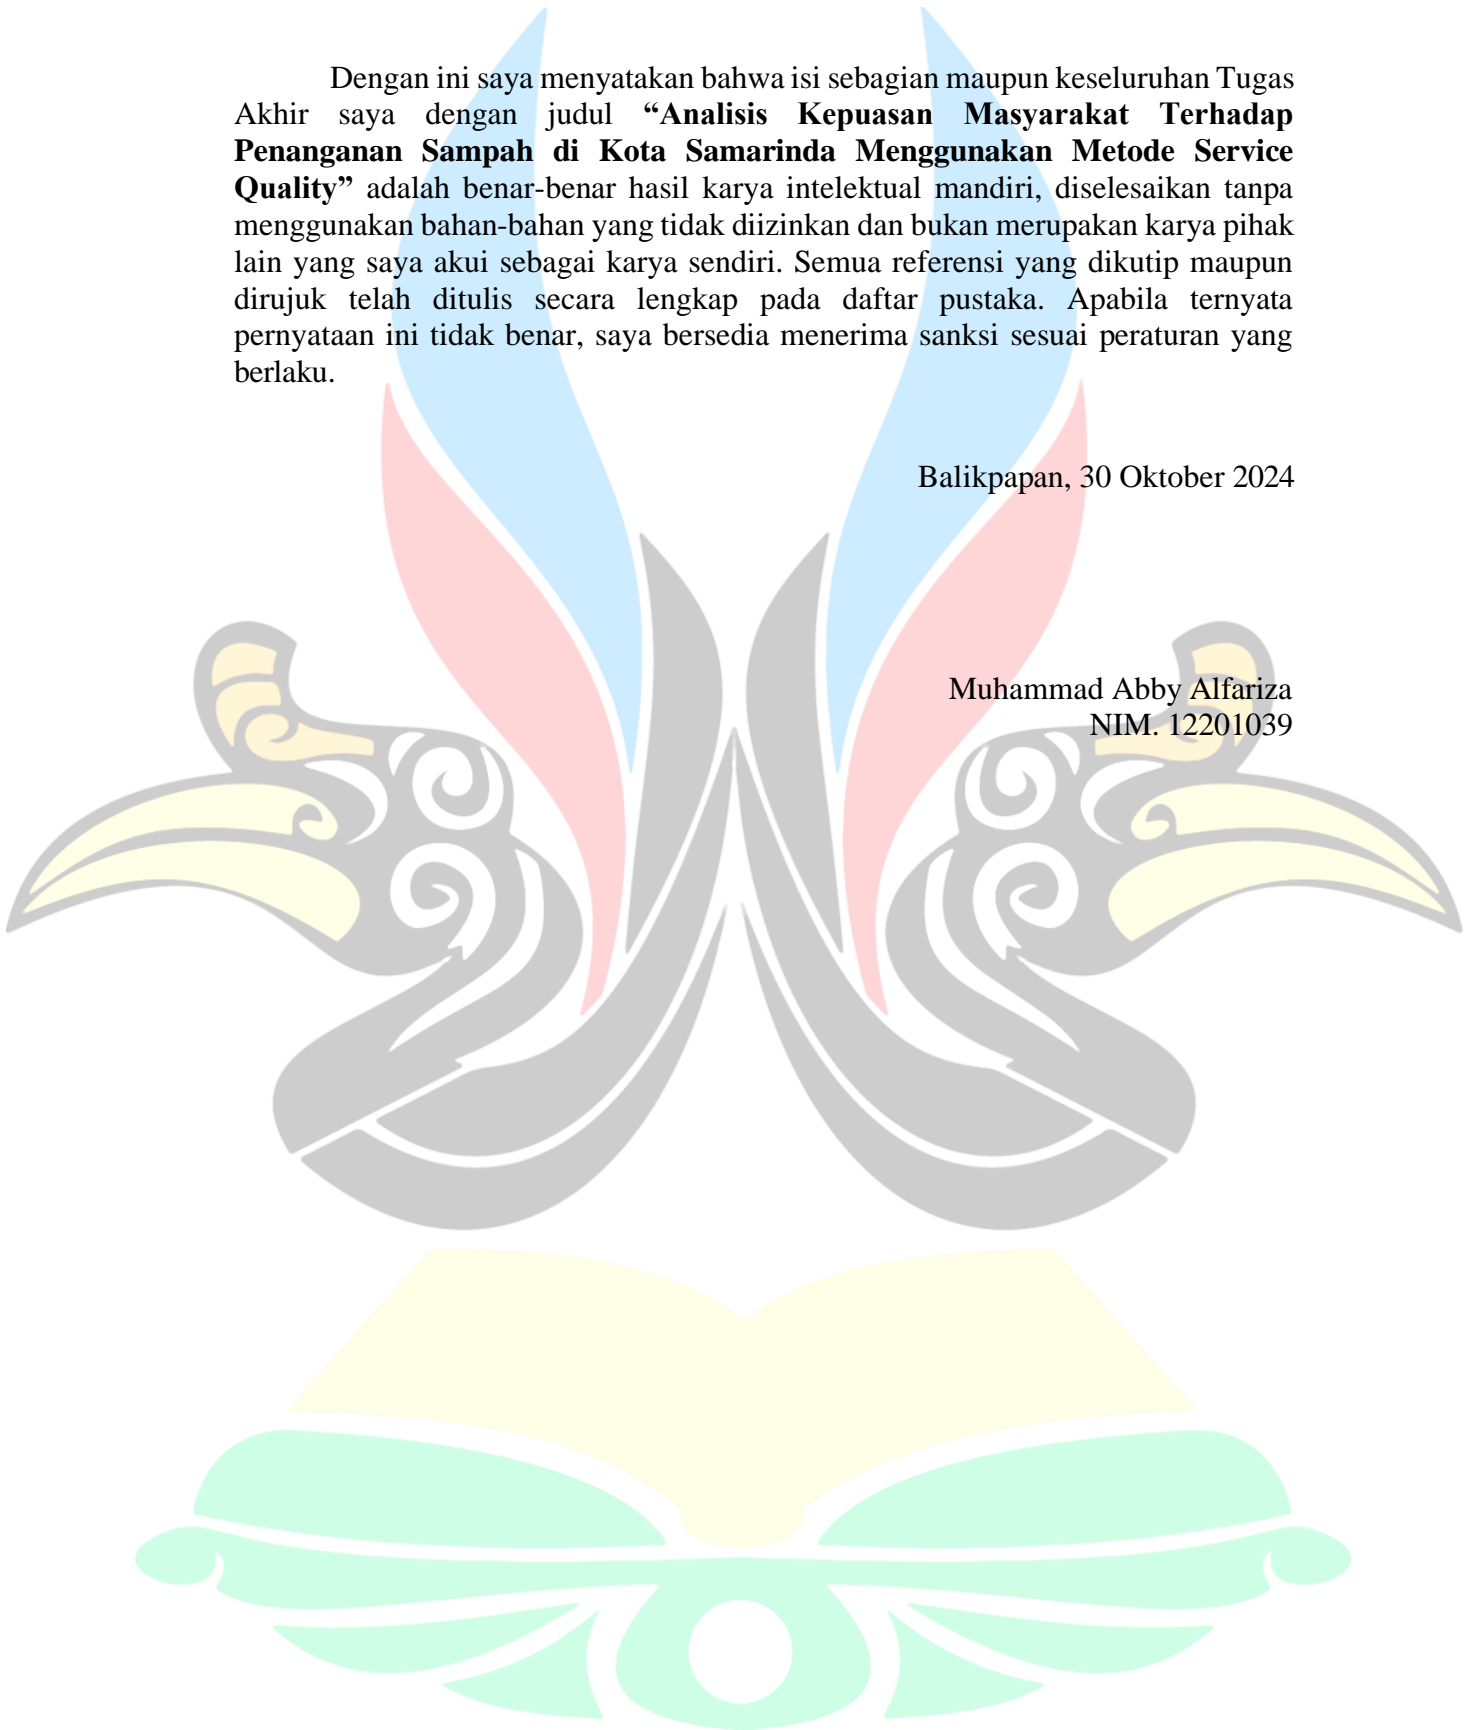 Dengan ini saya menyatakan bahwa isi sebagian maupun keseluruhan Tugas
Akhir saya dengan judul “Analisis Kepuasan Masyarakat Terhadap
Penanganan Sampah di Kota Samarinda Menggunakan Metode Service
Quality” adalah benar-benar hasil karya intelektual mandiri, diselesaikan tanpa
menggunakan bahan-bahan yang tidak diizinkan dan bukan merupakan karya pihak
lain yang saya akui sebagai karya sendiri. Semua referensi yang dikutip maupun
dirujuk telah ditulis secara lengkap pada daftar pustaka. Apabila ternyata
pernyataan ini tidak benar, saya bersedia menerima sanksi sesuai peraturan yang
berlaku.
Balikpapan, 30 Oktober 2024
Muhammad Abby Alfariza
NIM. 12201039